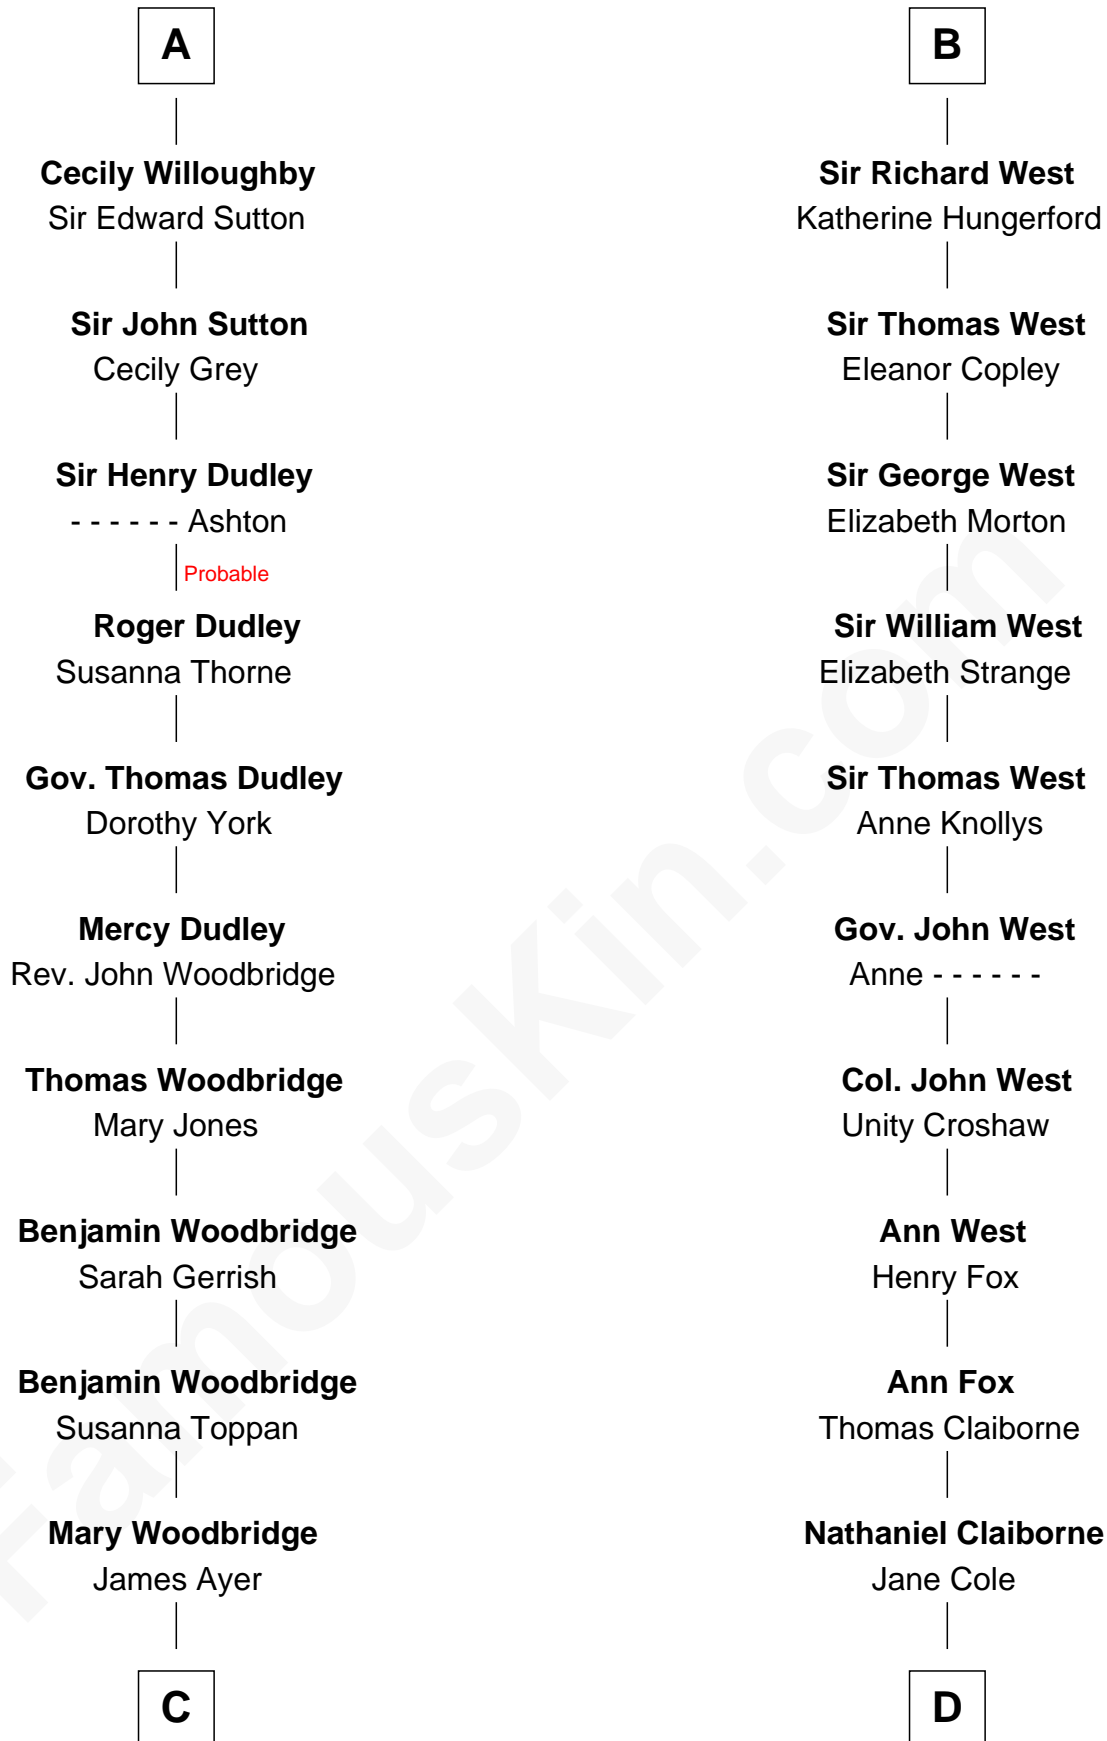 A
Cecily Willoughby
Sir Edward Sutton
Sir John Sutton
Cecily Grey
Sir Henry Dudley
- - - - - - Ashton
Probable
Roger Dudley
Susanna Thorne
Gov. Thomas Dudley
Dorothy York
Mercy Dudley
Rev. John Woodbridge
Thomas Woodbridge
Mary Jones
Benjamin Woodbridge
Sarah Gerrish
Benjamin Woodbridge
Susanna Toppan
Mary Woodbridge
James Ayer
C
B
Sir Richard West
Katherine Hungerford
Sir Thomas West
Eleanor Copley
Sir George West
Elizabeth Morton
Sir William West
Elizabeth Strange
Sir Thomas West
Anne Knollys
Gov. John West
Anne - - - - - -
Col. John West
Unity Croshaw
Ann West
Henry Fox
Ann Fox
Thomas Claiborne
Nathaniel Claiborne
Jane Cole
D
FamousKin.com